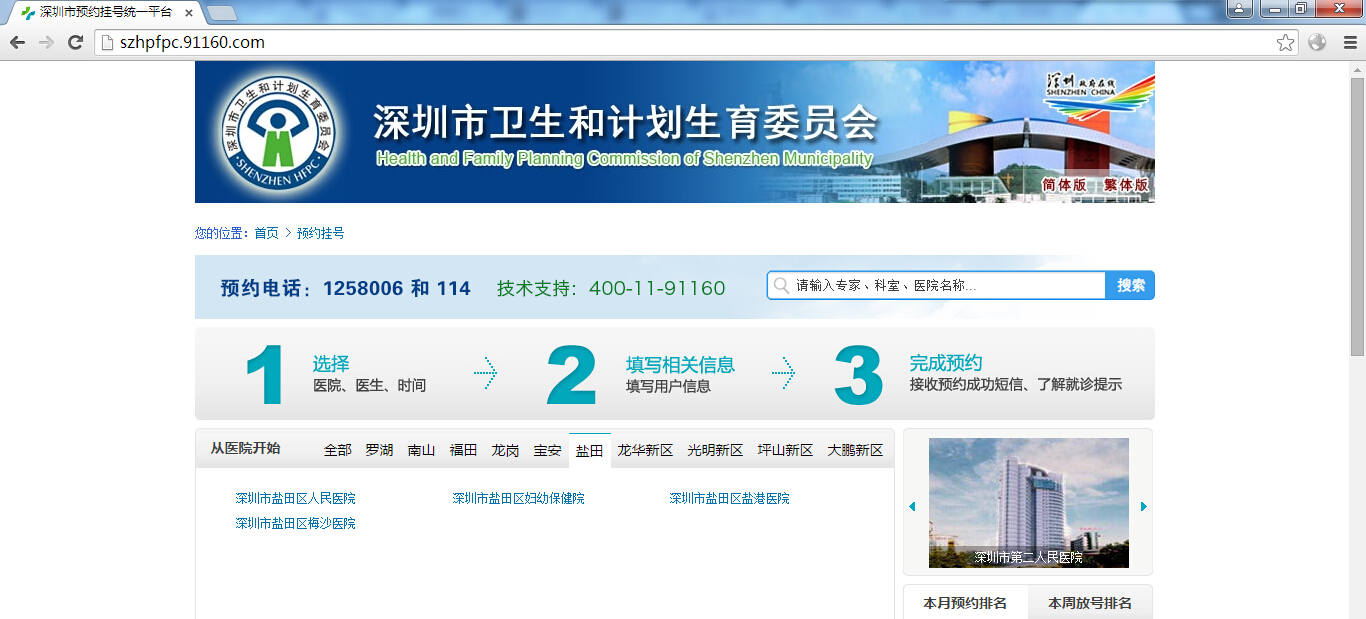 深圳市预约挂号统一平台
szhpfpc.91160.com
深圳市卫生和计划生育委员会
SHENZHEN HFPC
深圳市卫生和计划生育委员会
Health and Family Planning Commission of Shenzhen Municipality
深圳 政府在线
SHENZHEN CHINA
简体版 繁体版
您的位置：首页 > 预约挂号
预约电话：1258006 和 114 技术支持：400-11-91160
请输入专家、科室、医院名称... 搜索
1 选择
医院、医生、时间
2 填写相关信息
填写用户信息
3 完成预约
接收预约成功短信、了解就诊提示
从医院开始 全部 罗湖 南山 福田 龙岗 宝安 盐田 龙华新区 光明新区 坪山新区 大鹏新区
深圳市盐田区人民医院 深圳市盐田区妇幼保健院 深圳市盐田区盐港医院
深圳市盐田区梅沙医院
深圳市第二人民医院
本月预约排名 本周放号排名